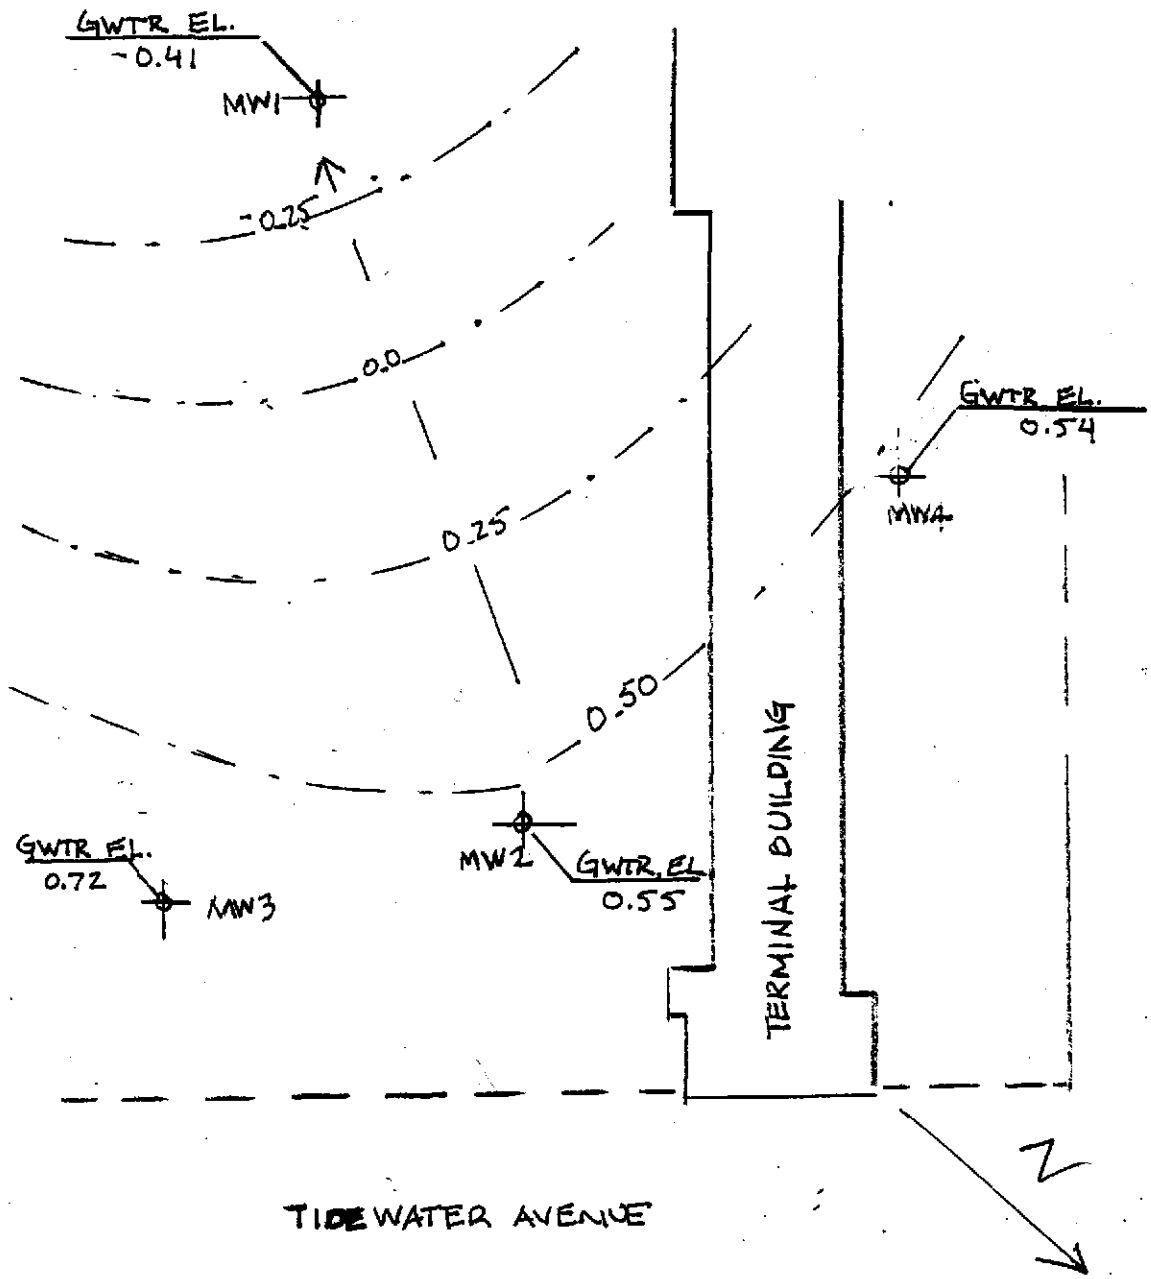 GWTR EL.
-0.41
MW1
-0.25
0.0
GWTR EL.
0.54
MW4
0.25
0.50
GWTR EL.
0.72
MW3
MW2
GWTR EL
0.55
TERMINAL BUILDING
N
TIDEWATER AVENUE